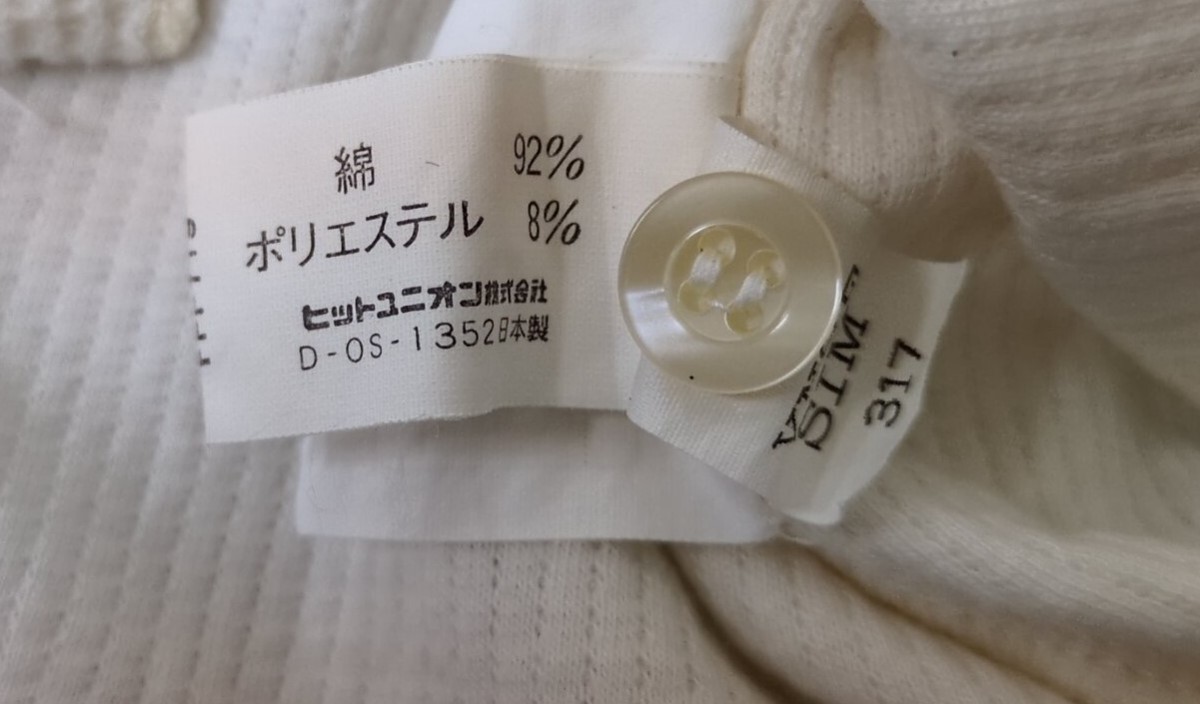 綿 92%
ポリエステル 8%
ヒットユニオン株式会社
D-OS-1352日本製
317